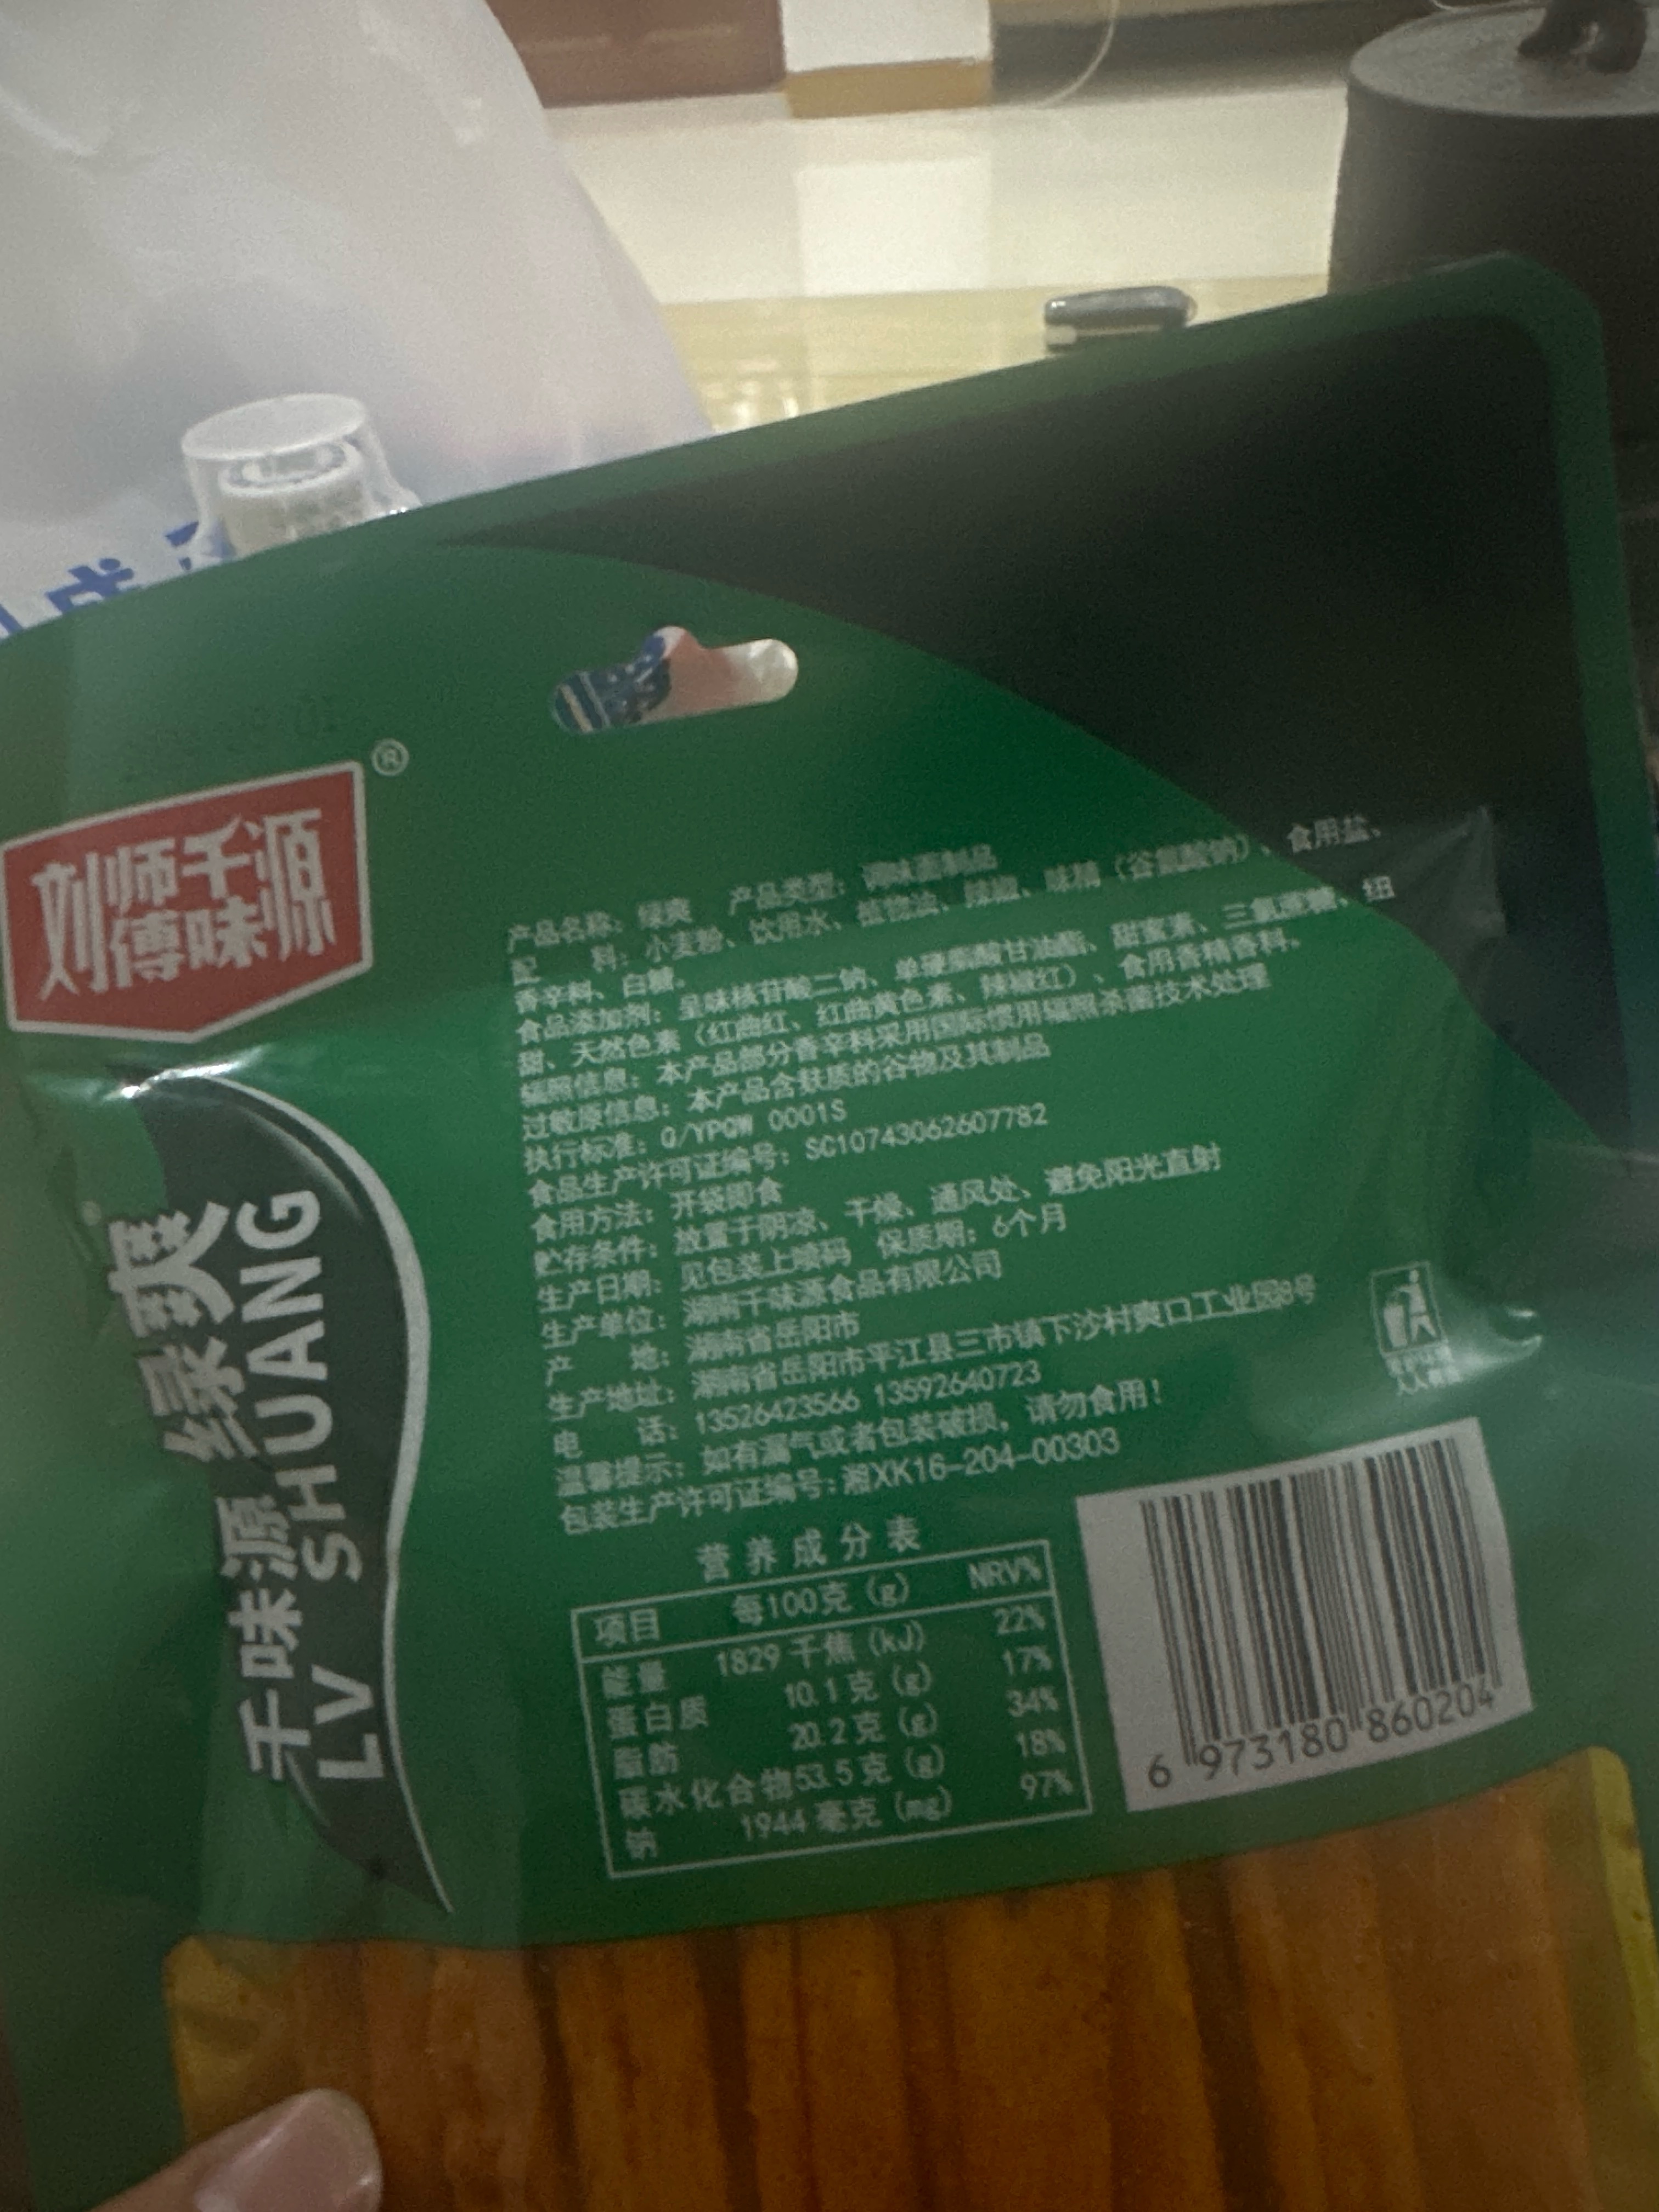 刘师傅千味源
®
千味源 绿爽
LV SHUANG
产品名称：绿爽 产品类型：调味面制品
配 料：小麦粉、饮用水、植物油、辣椒、味精（谷氨酸钠）、食用盐、
香辛料、白糖。
食品添加剂：呈味核苷酸二钠、单硬脂酸甘油酯、甜蜜素、三氯蔗糖、纽
甜、天然色素（红曲红、红曲黄色素、辣椒红）、食用香精香料。
辐照信息：本产品部分香辛料采用国际惯用辐照杀菌技术处理
过敏原信息：本产品含麸质的谷物及其制品
执行标准：Q/YPQW 0001S
食品生产许可证编号：SC10743062607782
食用方法：开袋即食
贮存条件：放置于阴凉、干燥、通风处、避免阳光直射
生产日期：见包装上喷码 保质期：6个月
生产单位：湖南千味源食品有限公司
产 地：湖南省岳阳市
生产地址：湖南省岳阳市平江县三市镇下沙村爽口工业园8号
电 话：13526423566 13592640723
温馨提示：如有漏气或者包装破损，请勿食用！
包装生产许可证编号：湘XK16-204-00303
营养成分表
项目 每100克（g） NRV%
能量 1829 千焦（kJ） 22%
蛋白质 10.1 克（g） 17%
脂肪 20.2 克（g） 34%
碳水化合物 53.5 克（g） 18%
钠 1944 毫克（mg） 97%
6 973180 860204